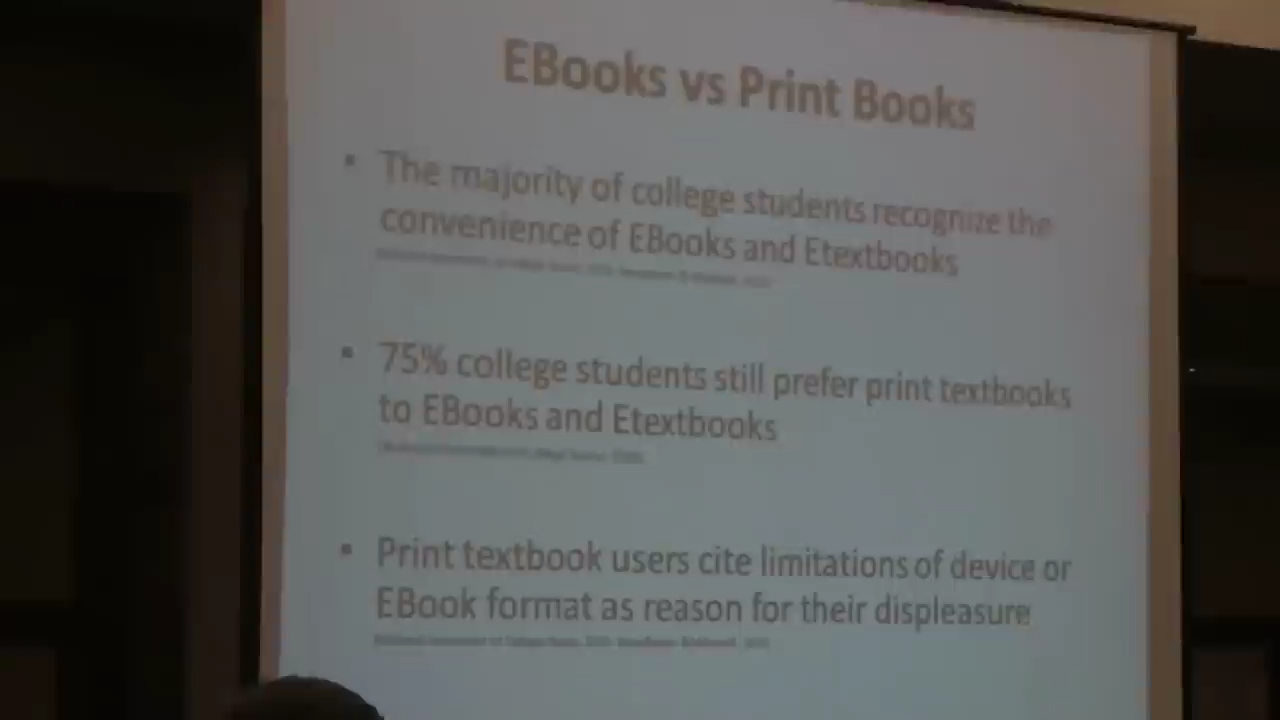 EBooks vs Print Books
• The majority of college students recognize the
convenience of EBooks and Etextbooks
• 75% college students still prefer print textbooks
to EBooks and Etextbooks
• Print textbook users cite limitations of device or
EBook format as reason for their displeasure